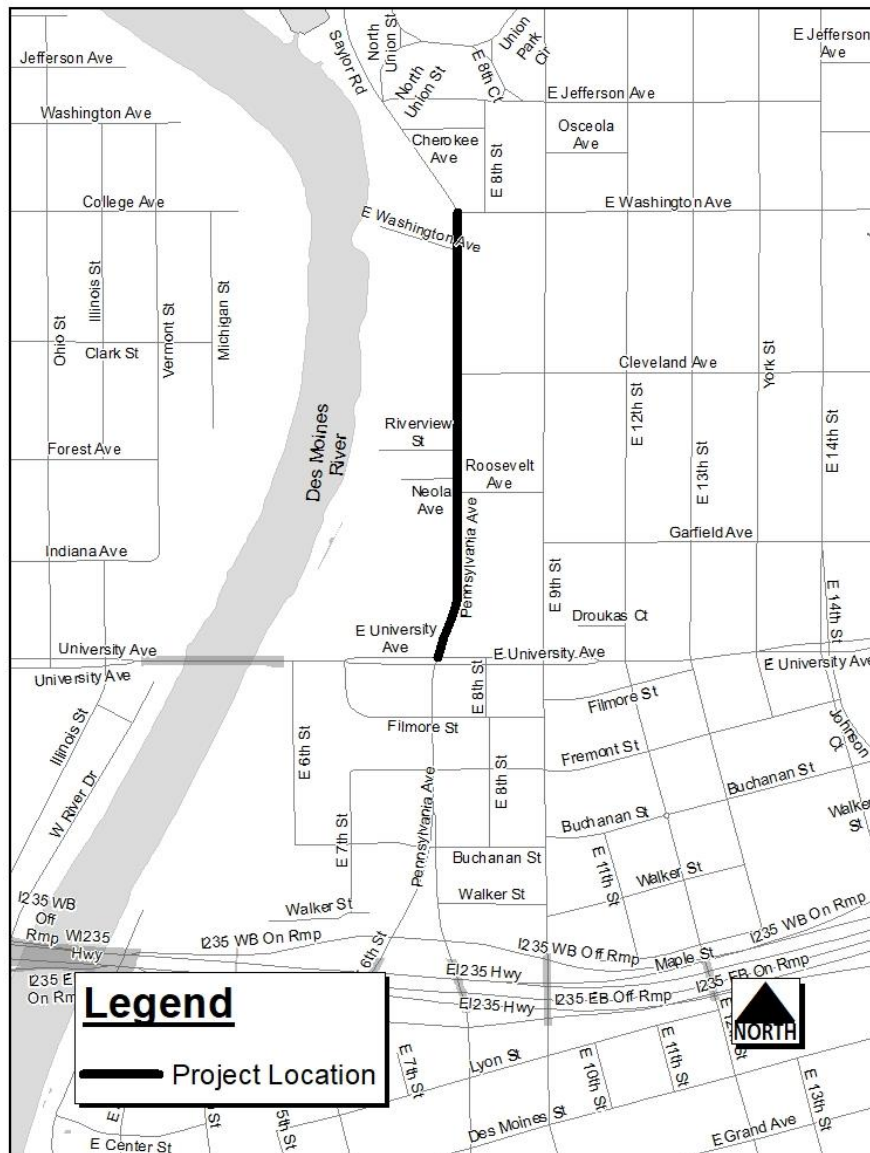 Jefferson Ave
Washington Ave
College Ave
Illinois St
Ohio St
Clark St
Vermont St
Michigan St
Forest Ave
Indiana Ave
University Ave
University Ave
Illinois St
W River Dr
Des Moines
River
Saylor Rd
North
Union St
North
Union St
E 8th Ct
Union
Park
Cir
E Jefferson
Ave
E Jefferson Ave
Cherokee
Ave
Osceola
Ave
E 8th St
E Washington Ave
E Washington Ave
Cleveland Ave
York St
E 12th St
E 13th St
E 14th St
Riverview
St
Roosevelt
Ave
Neola
Ave
Pennsylvania Ave
Garfield Ave
E 9th St
Droukas Ct
E 14th St
E University
Ave
E University Ave
E University Ave
E 8th St
Filmore St
Filmore St
E 6th St
Fremont St
Johnson
Ct
Pennsylvania Ave
E 8th St
Buchanan St
Buchanan St
Walker
St
E 7th St
Buchanan St
E 11th St
Walker St
Walker St
Walker St
I235 WB
Off
Rmp
WI235
Hwy
I235 WB On Rmp
6th St
I235 WB Off Rmp
Maple St
I235 WB On Rmp
EI235 Hwy
I235 E
On Rm
EI235 Hwy
I235 EB Off Rmp
I235 EB On Rmp
Legend
Project Location
NORTH
E 7th St
Lyon St
E 10th St
E 11th St
E 13th St
5th St
Des Moines St
E Grand Ave
E Center St